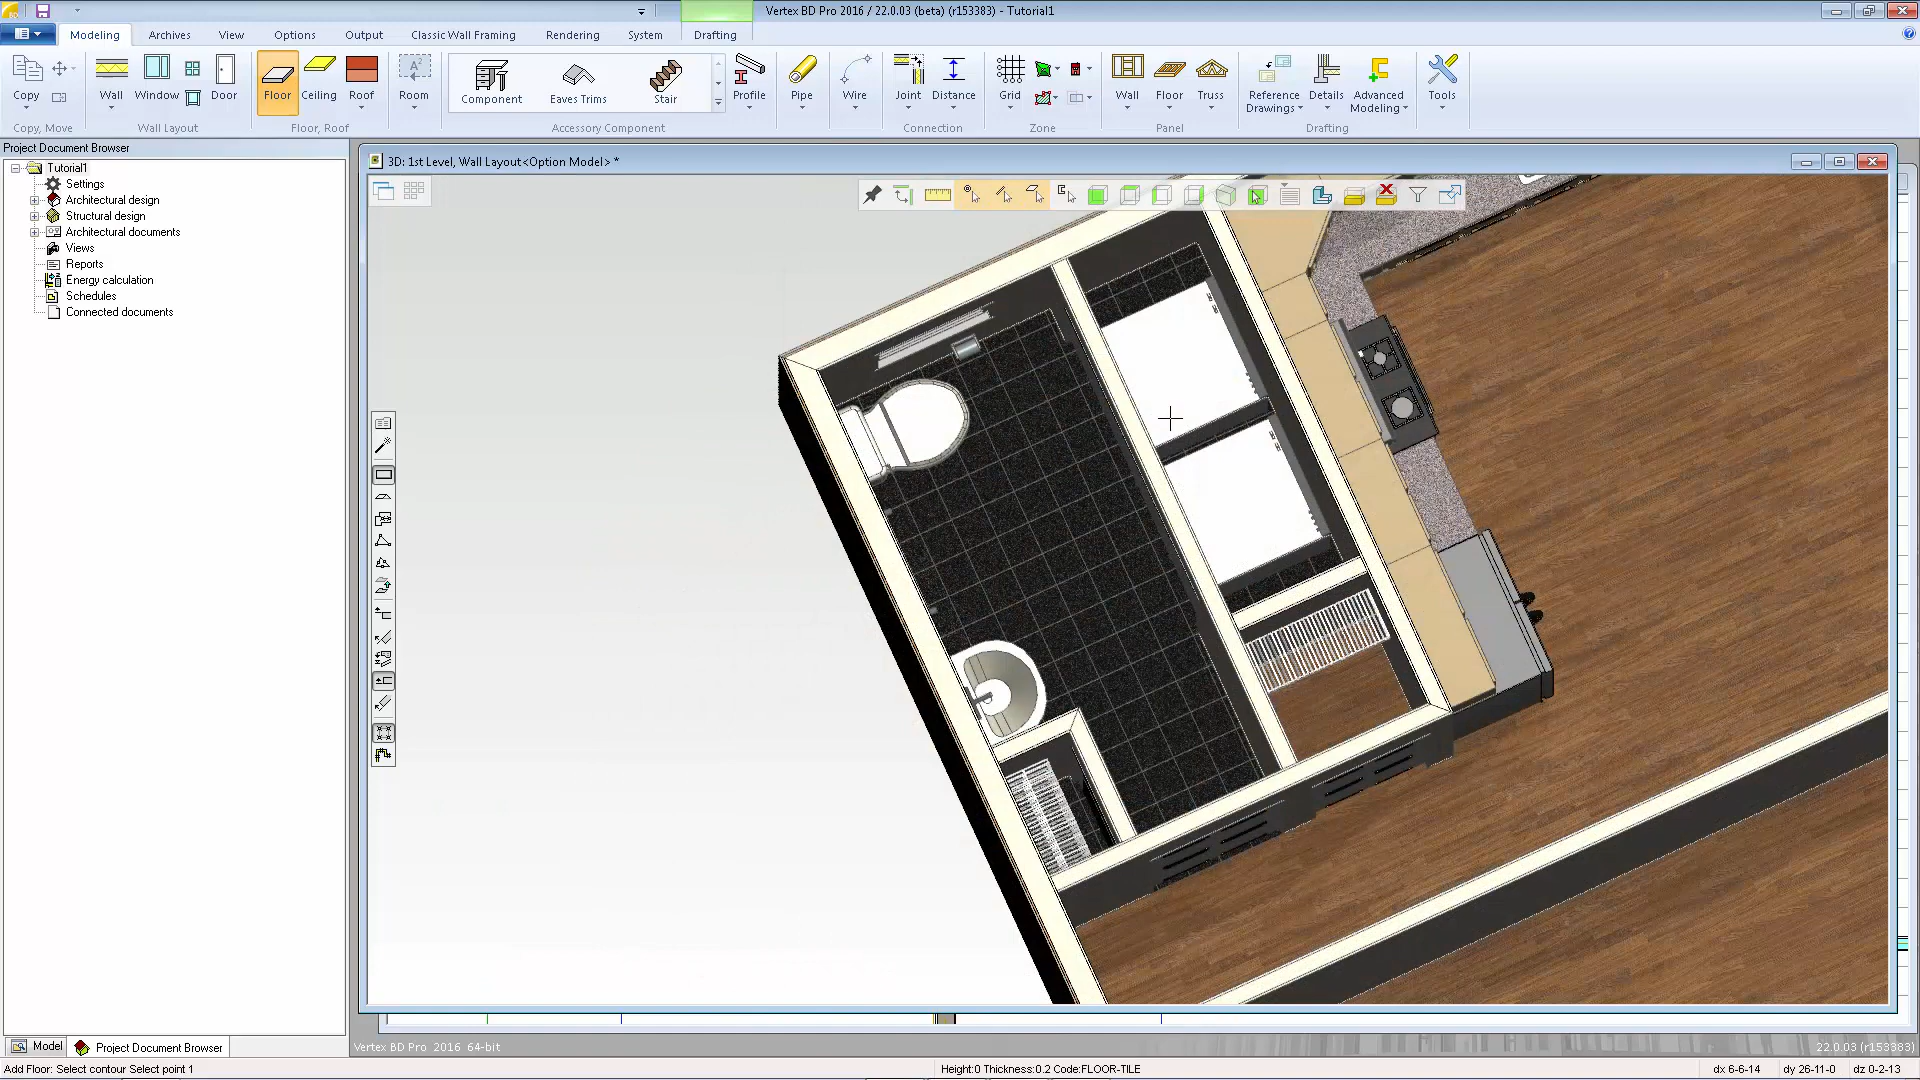 Vertex BD Pro 2016 / 22.0.03 (beta) (r153383) - Tutorial1
Modeling Archives View Options Output Classic Wall Framing Rendering System Drafting
Copy Wall Window Door Floor Ceiling Roof Room Component Eaves Trims Stair Profile Pipe Wire Joint Distance Grid Wall Floor Truss Reference Drawings Details Advanced Modeling Tools
Copy, Move Wall Layout Floor, Roof Accessory Component Connection Zone Panel Drafting
Project Document Browser
3D: 1st Level, Wall Layout<Option Model> *
Tutorial1
Settings
Architectural design
Structural design
Architectural documents
Views
Reports
Energy calculation
Schedules
Connected documents
Model Project Document Browser
Vertex BD Pro 2016 64-bit
22.0.03 (r153383)
Add Floor: Select contour Select point 1
Height:0 Thickness:0.2 Code:FLOOR-TILE
dx 6-6-14 dy 26-11-0 dz 0-2-13